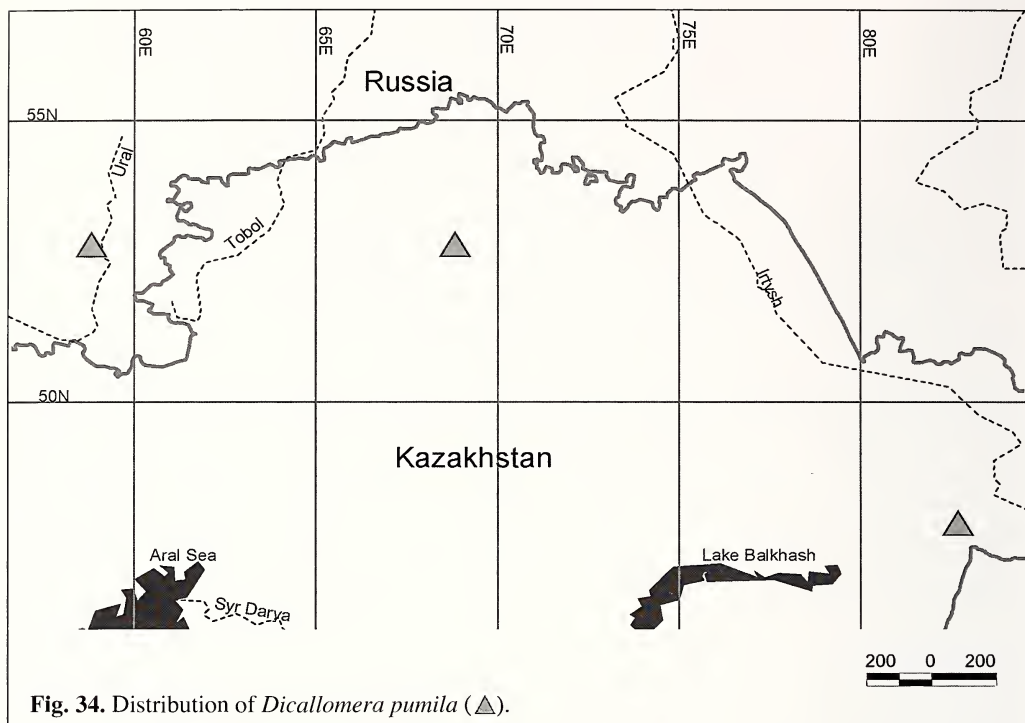 60E
65E
70E
75E
80E
Russia
55N
Ural
Tobol
Irtysh
50N
Kazakhstan
Aral Sea
Lake Balkhash
Syr Darya
200 0 200
Fig. 34. Distribution of Dicallomera pumila (△).